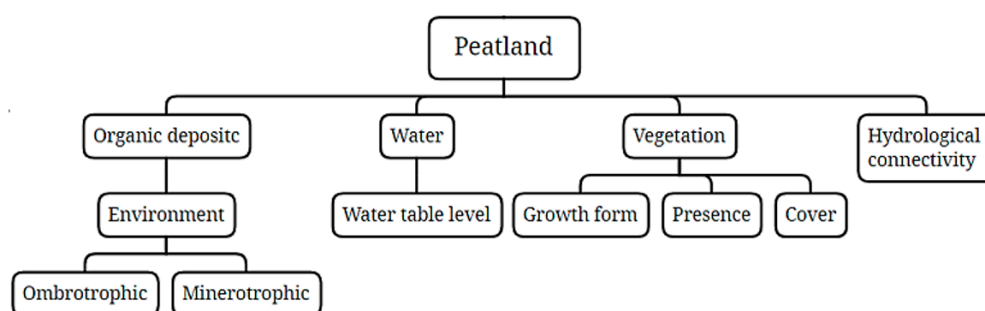 Peatland
Organic depositc
Water
Vegetation
Hydrological
connectivity
Environment
Water table level
Growth form
Presence
Cover
Ombrotrophic
Minerotrophic